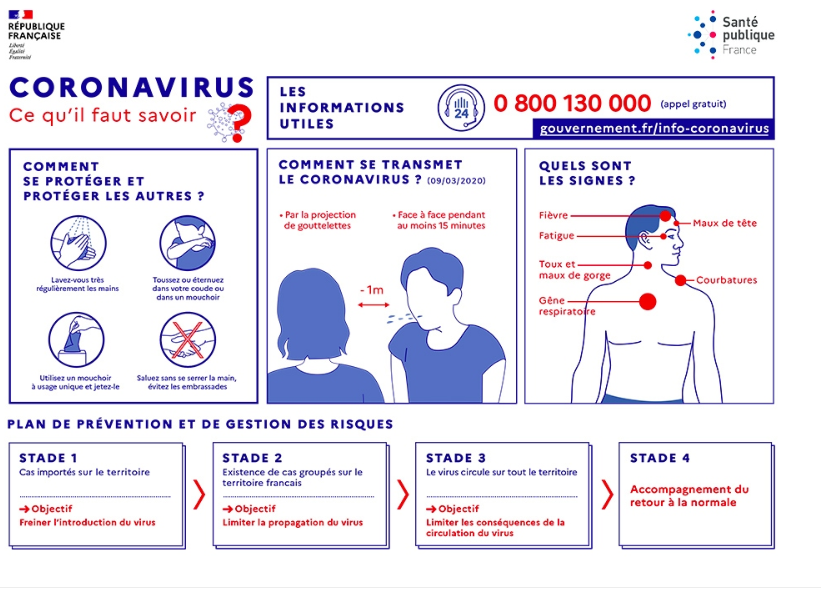 RÉPUBLIQUE
FRANÇAISE
Liberté
Égalité
Fraternité
Santé
publique
France
CORONAVIRUS
Ce qu'il faut savoir
?
LES
INFORMATIONS
UTILES
24
0 800 130 000 (appel gratuit)
gouvernement.fr/info-coronavirus
COMMENT
SE PROTÉGER ET
PROTÉGER LES AUTRES ?
Lavez-vous très
régulièrement les mains
Toussez ou éternuez
dans votre coude ou
dans un mouchoir
Utilisez un mouchoir
à usage unique et jetez-le
Saluez sans se serrer la main,
évitez les embrassades
COMMENT SE TRANSMET
LE CORONAVIRUS ? (09/03/2020)
• Par la projection
de gouttelettes
• Face à face pendant
au moins 15 minutes
- 1m
QUELS SONT
LES SIGNES ?
Fièvre
Maux de tête
Fatigue
Toux et
maux de gorge
Courbatures
Gêne
respiratoire
PLAN DE PRÉVENTION ET DE GESTION DES RISQUES
STADE 1
Cas importés sur le territoire
➔ Objectif
Freiner l'introduction du virus
STADE 2
Existence de cas groupés sur le
territoire francais
➔ Objectif
Limiter la propagation du virus
STADE 3
Le virus circule sur tout le territoire
➔ Objectif
Limiter les conséquences de la
circulation du virus
STADE 4
Accompagnement du
retour à la normale